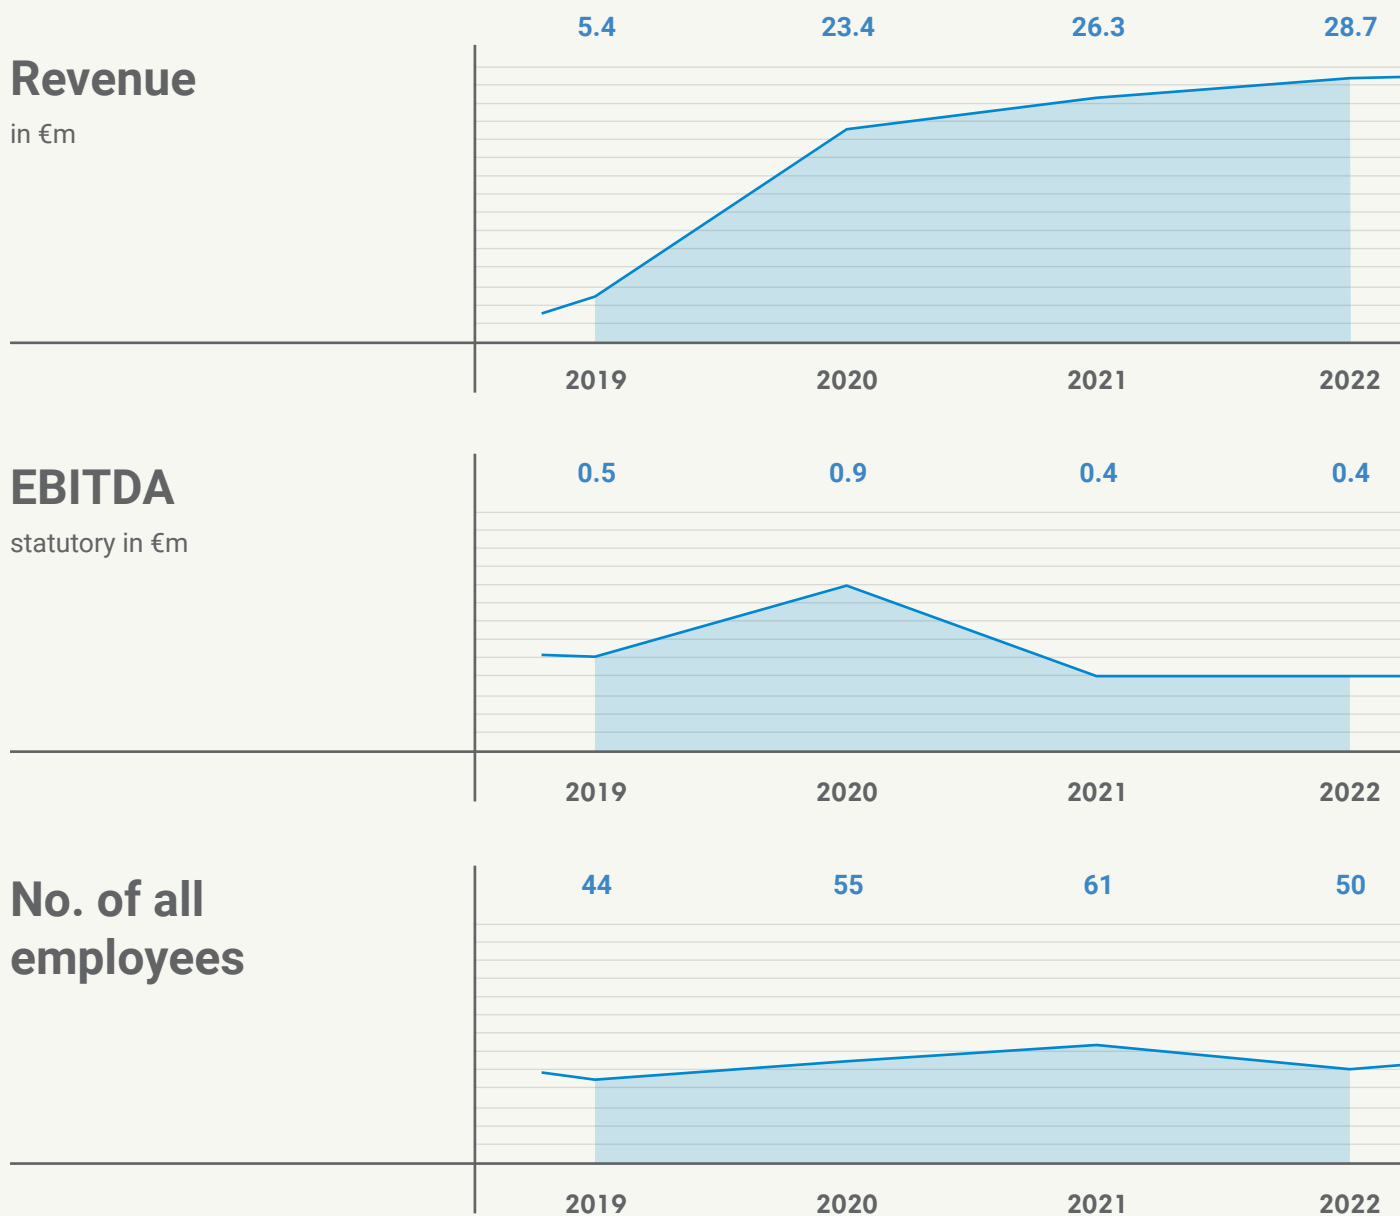 5.4 23.4 26.3 28.7
Revenue
in €m
2019 2020 2021 2022
0.5 0.9 0.4 0.4
EBITDA
statutory in €m
2019 2020 2021 2022
44 55 61 50
No. of all
employees
2019 2020 2021 2022